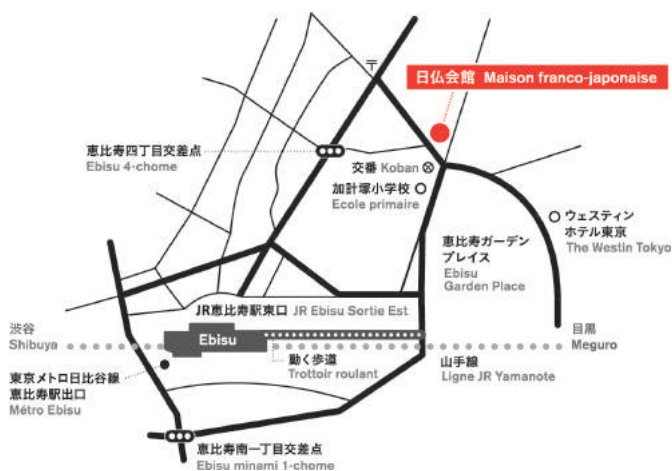 〒
日仏会館 Maison franco-japonaise
恵比寿四丁目交差点
Ebisu 4-chome
交番 Koban
加計塚小学校
Ecole primaire
ウェスティン
ホテル東京
The Westin Tokyo
恵比寿ガーデン
プレイス
Ebisu
Garden Place
JR恵比寿駅東口 JR Ebisu Sortie Est
渋谷
Shibuya
Ebisu
目黒
Meguro
動く歩道
Trottoir roulant
山手線
Ligne JR Yamanote
東京メトロ日比谷線
恵比寿駅出口
Métro Ebisu
恵比寿南一丁目交差点
Ebisu minami 1-chome